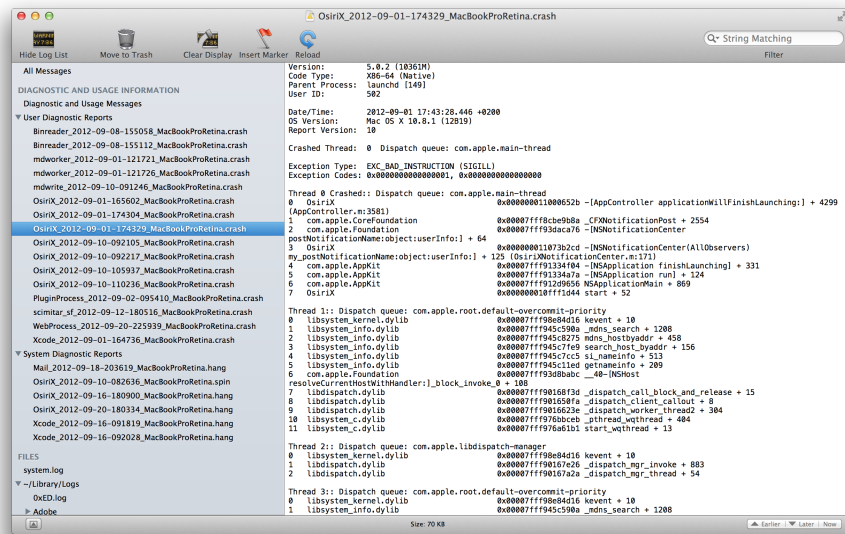 OsiriX_2012-09-01-174329_MacBookProRetina.crash
Hide Log List
Move to Trash
Clear Display
Insert Marker
Reload
String Matching
Filter
All Messages
DIAGNOSTIC AND USAGE INFORMATION
Diagnostic and Usage Messages
User Diagnostic Reports
Binreader_2012-09-08-155058_MacBookProRetina.crash
Binreader_2012-09-08-155112_MacBookProRetina.crash
mdworker_2012-09-01-121721_MacBookProRetina.crash
mdworker_2012-09-01-121726_MacBookProRetina.crash
mdwrite_2012-09-10-091246_MacBookProRetina.crash
OsiriX_2012-09-01-165602_MacBookProRetina.crash
OsiriX_2012-09-01-174304_MacBookProRetina.crash
OsiriX_2012-09-01-174329_MacBookProRetina.crash
OsiriX_2012-09-10-092105_MacBookProRetina.crash
OsiriX_2012-09-10-092217_MacBookProRetina.crash
OsiriX_2012-09-10-105937_MacBookProRetina.crash
OsiriX_2012-09-10-110236_MacBookProRetina.crash
PluginProcess_2012-09-02-095410_MacBookProRetina.crash
scimitar_sf_2012-09-12-180516_MacBookProRetina.crash
WebProcess_2012-09-20-225939_MacBookProRetina.crash
Xcode_2012-09-01-164736_MacBookProRetina.crash
System Diagnostic Reports
Mail_2012-09-18-203619_MacBookProRetina.hang
OsiriX_2012-09-10-082636_MacBookProRetina.spin
OsiriX_2012-09-16-180900_MacBookProRetina.hang
OsiriX_2012-09-20-180334_MacBookProRetina.hang
Xcode_2012-09-16-091819_MacBookProRetina.hang
Xcode_2012-09-16-092028_MacBookProRetina.hang
FILES
system.log
~/Library/Logs
0xED.log
Adobe
Version: 5.0.2 (10361M)
Code Type: X86-64 (Native)
Parent Process: launchd [149]
User ID: 502
Date/Time: 2012-09-01 17:43:28.446 +0200
OS Version: Mac OS X 10.8.1 (12B19)
Report Version: 10
Crashed Thread: 0 Dispatch queue: com.apple.main-thread
Exception Type: EXC_BAD_INSTRUCTION (SIGILL)
Exception Codes: 0x0000000000000001, 0x0000000000000000
Thread 0 Crashed:: Dispatch queue: com.apple.main-thread
0 OsiriX 0x000000011000652b -[AppController applicationWillFinishLaunching:] + 4299
(AppController.m:3581)
1 com.apple.CoreFoundation 0x00007fff8cbe9b8a _CFXNotificationPost + 2554
2 com.apple.Foundation 0x00007fff93daca76 -[NSNotificationCenter
postNotificationName:object:userInfo:] + 64
3 OsiriX 0x000000011073b2cd -[NSNotificationCenter(AllObservers)
my_postNotificationName:object:userInfo:] + 125 (OsiriXNotificationCenter.m:171)
4 com.apple.AppKit 0x00007fff91334f04 -[NSApplication finishLaunching] + 331
5 com.apple.AppKit 0x00007fff91334a7a -[NSApplication run] + 124
6 com.apple.AppKit 0x00007fff912d9656 NSApplicationMain + 869
7 OsiriX 0x000000010fff1d44 start + 52
Thread 1:: Dispatch queue: com.apple.root.default-overcommit-priority
0 libsystem_kernel.dylib 0x00007fff98e84d16 kevent + 10
1 libsystem_info.dylib 0x00007fff945c590a _mdns_search + 1208
2 libsystem_info.dylib 0x00007fff945c8275 mdns_hostbyaddr + 458
3 libsystem_info.dylib 0x00007fff945c7fe9 search_host_byaddr + 156
4 libsystem_info.dylib 0x00007fff945c7cc5 si_nameinfo + 513
5 libsystem_info.dylib 0x00007fff945c11ed getnameinfo + 209
6 com.apple.Foundation 0x00007fff93d8babc __40-[NSHost
resolveCurrentHostWithHandler:]_block_invoke_0 + 108
7 libdispatch.dylib 0x00007fff90168f3d _dispatch_call_block_and_release + 15
8 libdispatch.dylib 0x00007fff901650fa _dispatch_client_callout + 8
9 libdispatch.dylib 0x00007fff9016623e _dispatch_worker_thread2 + 304
10 libsystem_c.dylib 0x00007fff976bbceb _pthread_wqthread + 404
11 libsystem_c.dylib 0x00007fff976a61b1 start_wqthread + 13
Thread 2:: Dispatch queue: com.apple.libdispatch-manager
0 libsystem_kernel.dylib 0x00007fff98e84d16 kevent + 10
1 libdispatch.dylib 0x00007fff90167e26 _dispatch_mgr_invoke + 883
2 libdispatch.dylib 0x00007fff90167a2a _dispatch_mgr_thread + 54
Thread 3:: Dispatch queue: com.apple.root.default-overcommit-priority
0 libsystem_kernel.dylib 0x00007fff98e84d16 kevent + 10
1 libsystem_info.dylib 0x00007fff945c590a _mdns_search + 1208
Size: 70 KB
Earlier
Later
Now